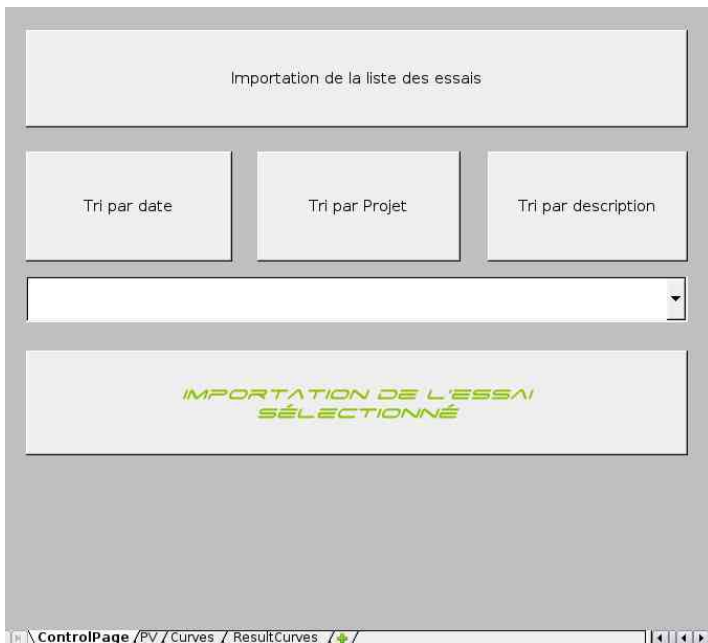 Importation de la liste des essais
Tri par date
Tri par Projet
Tri par description
IMPORTATION DE L'ESSAI
SÉLECTIONNÉ
ControlPage / PV / Curves / ResultCurves